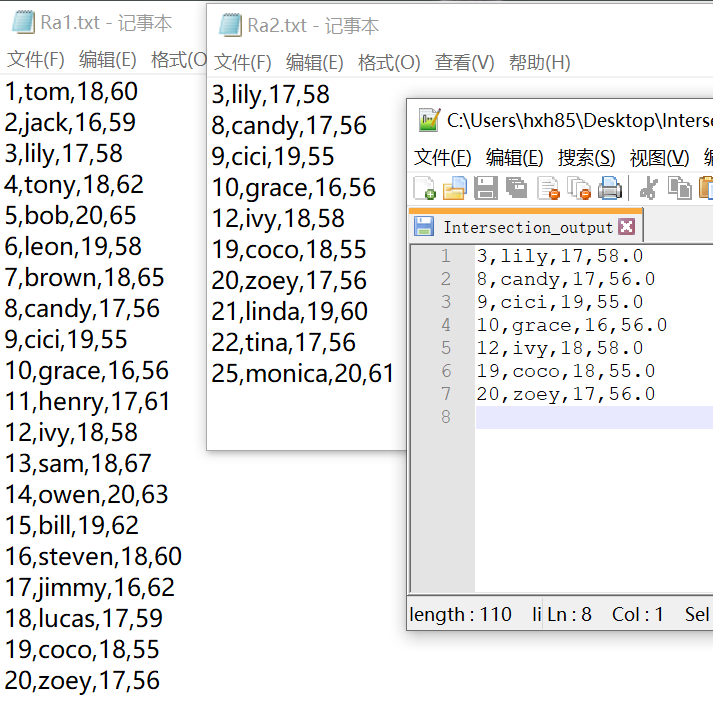 Ra1.txt - 记事本
文件(F) 编辑(E) 格式(O
1,tom,18,60
2,jack,16,59
3,lily,17,58
4,tony,18,62
5,bob,20,65
6,leon,19,58
7,brown,18,65
8,candy,17,56
9,cici,19,55
10,grace,16,56
11,henry,17,61
12,ivy,18,58
13,sam,18,67
14,owen,20,63
15,bill,19,62
16,steven,18,60
17,jimmy,16,62
18,lucas,17,59
19,coco,18,55
20,zoey,17,56
Ra2.txt - 记事本
文件(F) 编辑(E) 格式(O) 查看(V) 帮助(H)
3,lily,17,58
8,candy,17,56
9,cici,19,55
10,grace,16,56
12,ivy,18,58
19,coco,18,55
20,zoey,17,56
21,linda,19,60
22,tina,17,56
25,monica,20,61
C:\Users\hxh85\Desktop\Inters
文件(F) 编辑(E) 搜索(S) 视图(V)
Intersection_output
1 3,lily,17,58.0
2 8,candy,17,56.0
3 9,cici,19,55.0
4 10,grace,16,56.0
5 12,ivy,18,58.0
6 19,coco,18,55.0
7 20,zoey,17,56.0
8
length : 110 li Ln : 8 Col : 1 Sel